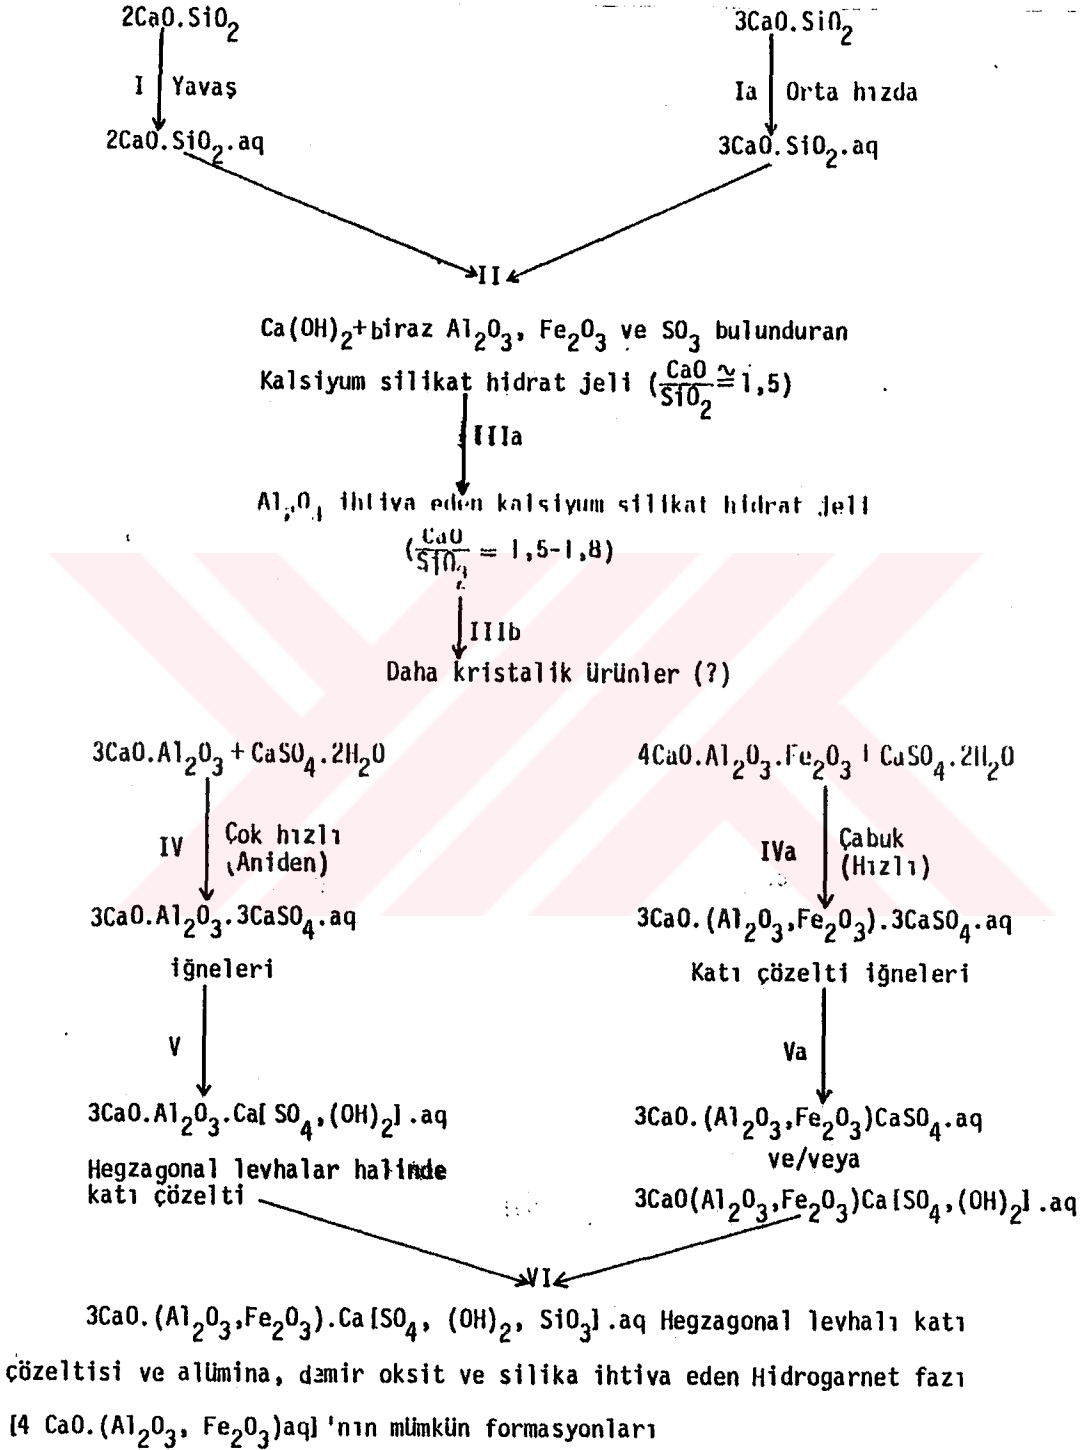 2CaO.SiO2 3CaO.SiO2
I Yavaş Ia Orta hızda
2CaO.SiO2.aq 3CaO.SiO2.aq
II
Ca(OH)2+biraz Al2O3, Fe2O3 ve SO3 bulunduran
Kalsiyum silikat hidrat jeli (CaO/SiO2 ≅ 1,5)
IIIa
Al2O3 ihtiva eden kalsiyum silikat hidrat jeli
(CaO/SiO2 = 1,5-1,8)
IIIb
Daha kristalik ürünler (?)
3CaO.Al2O3 + CaSO4.2H2O 4CaO.Al2O3.Fe2O3 + CaSO4.2H2O
IV Çok hızlı IVa Çabuk
(Aniden) (Hızlı)
3CaO.Al2O3.3CaSO4.aq 3CaO.(Al2O3,Fe2O3).3CaSO4.aq
iğneleri Katı çözelti iğneleri
V Va
3CaO.Al2O3.Ca[SO4,(OH)2].aq 3CaO.(Al2O3,Fe2O3)CaSO4.aq
Hegzagonal levhalar halinde ve/veya
katı çözelti 3CaO(Al2O3,Fe2O3)Ca[SO4,(OH)2].aq
VI
3CaO.(Al2O3,Fe2O3).Ca[SO4, (OH)2, SiO3].aq Hegzagonal levhalı katı
çözeltisi ve alümina, demir oksit ve silika ihtiva eden Hidrogarnet fazı
[4 CaO.(Al2O3, Fe2O3)aq]'nın mümkün formasyonları